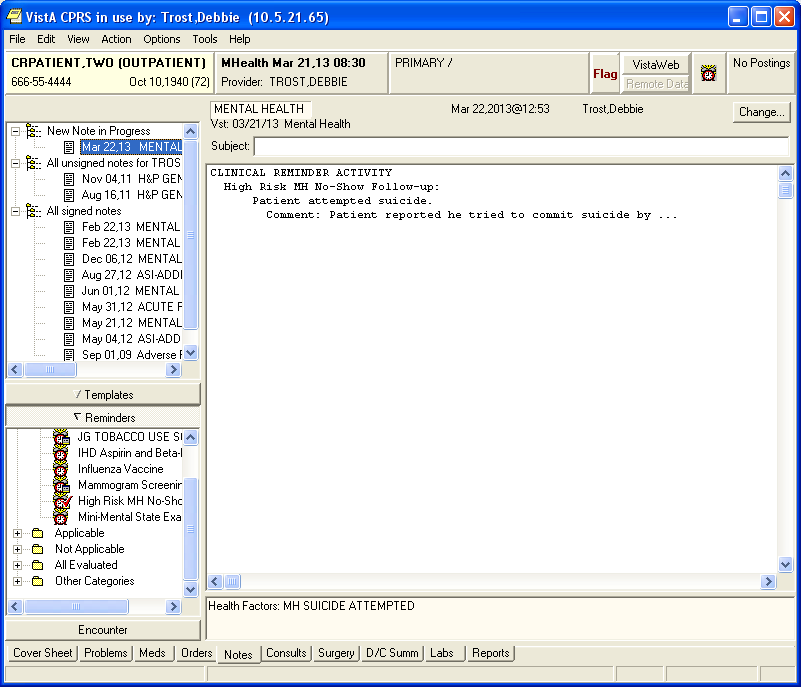 VistA CPRS in use by: Trost,Debbie (10.5.21.65)
File Edit View Action Options Tools Help
CRPATIENT,TWO (OUTPATIENT)
666-55-4444 Oct 10,1940 (72)
MHealth Mar 21,13 08:30
Provider: TROST,DEBBIE
PRIMARY /
Flag
VistaWeb
Remote Data
No Postings
MENTAL HEALTH Mar 22,2013@12:53 Trost,Debbie
Change...
Vst: 03/21/13 Mental Health
Subject:
New Note in Progress
Mar 22,13 MENTAL
All unsigned notes for TROS
Nov 04,11 H&P GEN
Aug 16,11 H&P GEN
All signed notes
Feb 22,13 MENTAL
Feb 22,13 MENTAL
Dec 06,12 MENTAL
Aug 27,12 ASI-ADDI
Jun 01,12 MENTAL
May 31,12 ACUTE F
May 21,12 MENTAL
May 04,12 ASI-ADD
Sep 01,09 Adverse F
Templates
Reminders
JG TOBACCO USE S
IHD Aspirin and Beta-
Influenza Vaccine
Mammogram Screenin
High Risk MH No-Sho
Mini-Mental State Exa
Applicable
Not Applicable
All Evaluated
Other Categories
Encounter
CLINICAL REMINDER ACTIVITY
High Risk MH No-Show Follow-up:
Patient attempted suicide.
Comment: Patient reported he tried to commit suicide by ...
Health Factors: MH SUICIDE ATTEMPTED
Cover Sheet Problems Meds Orders Notes Consults Surgery D/C Summ Labs Reports